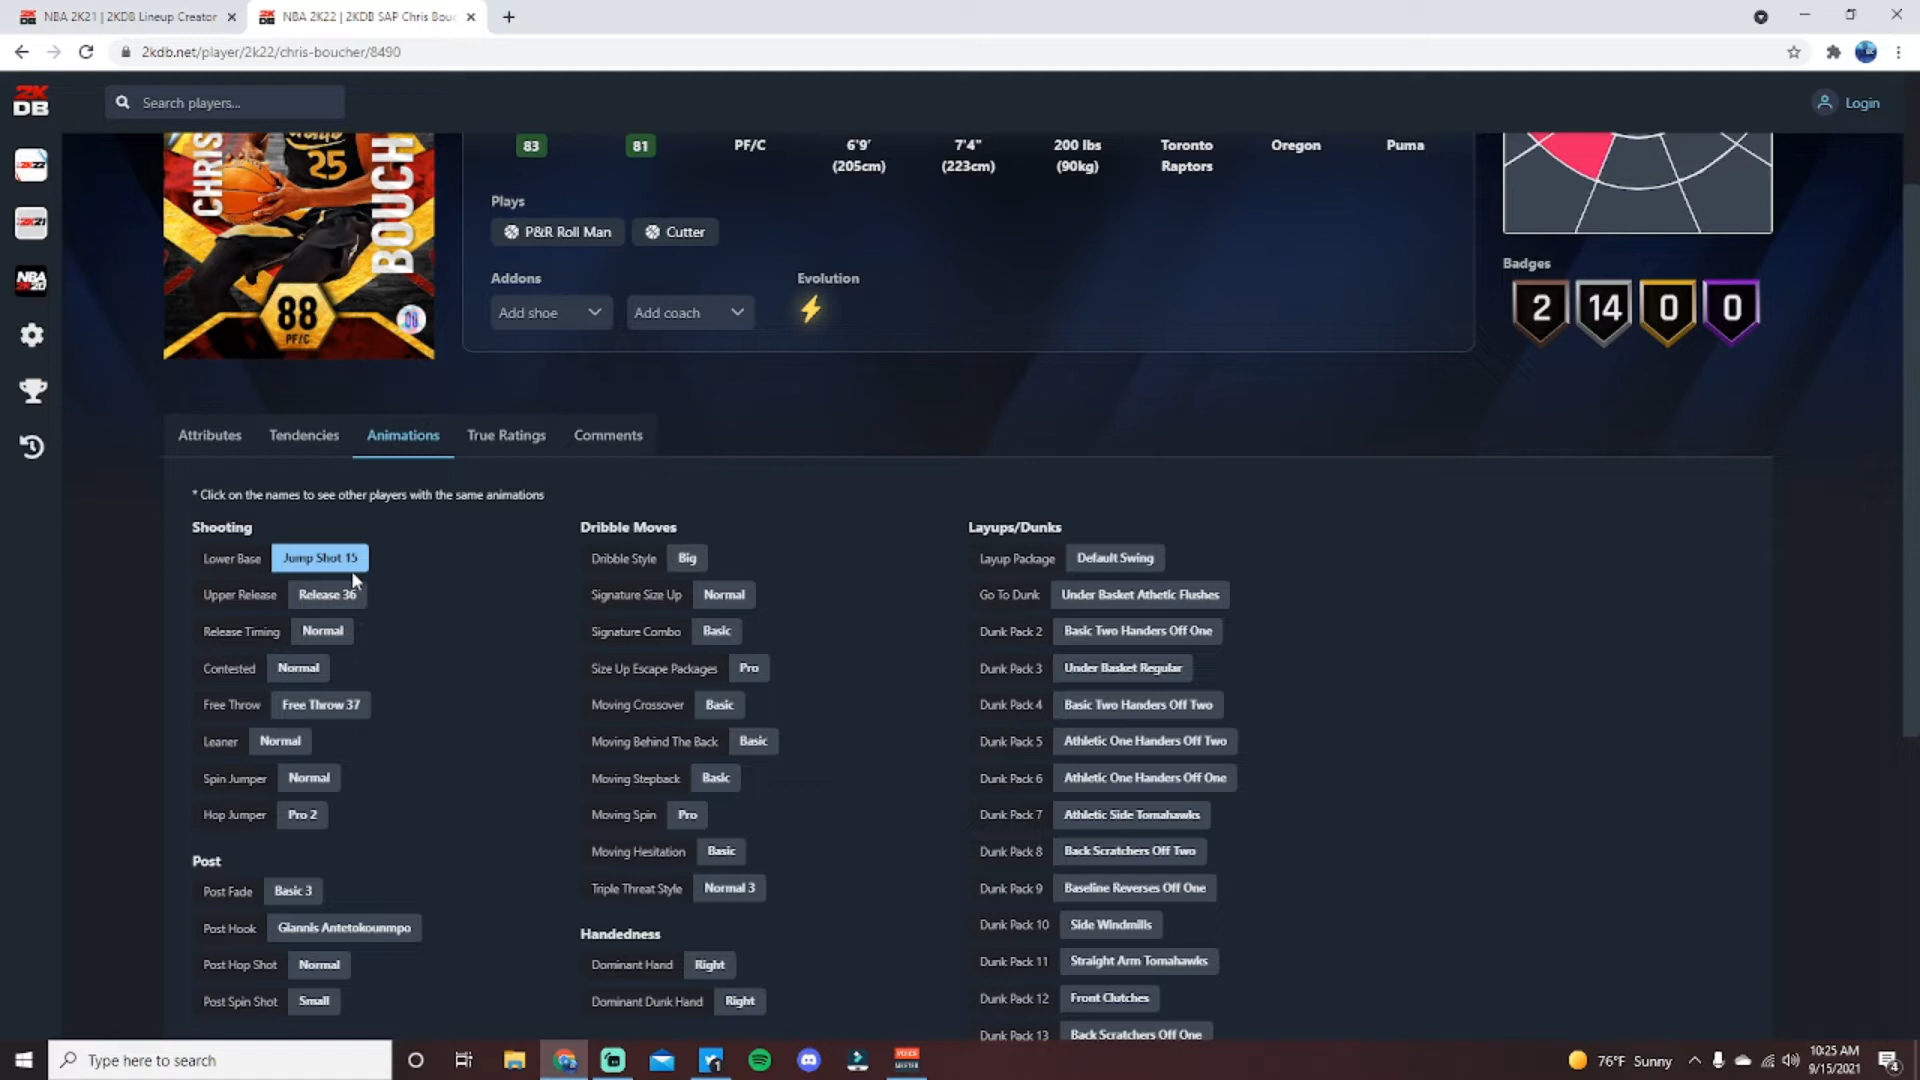 NBA 2K21 | 2KDB Lineup Creator
NBA 2K22 | 2KDB SAP Chris Bouc
2kdb.net/player/2k22/chris-boucher/8490
2K
DB
Search players...
Login
2K22
2K21
NBA
2K20
CHRIS
BOUCH
25
88
PF/C
83
81
PF/C
6'9'
(205cm)
7'4"
(223cm)
200 lbs
(90kg)
Toronto
Raptors
Oregon
Puma
Plays
P&R Roll Man
Cutter
Addons
Evolution
Add shoe
Add coach
Badges
2
14
0
0
Attributes
Tendencies
Animations
True Ratings
Comments
* Click on the names to see other players with the same animations
Shooting
Lower Base Jump Shot 15
Upper Release Release 36
Release Timing Normal
Contested Normal
Free Throw Free Throw 37
Leaner Normal
Spin Jumper Normal
Hop Jumper Pro 2
Post
Post Fade Basic 3
Post Hook Giannis Antetokounmpo
Post Hop Shot Normal
Post Spin Shot Small
Dribble Moves
Dribble Style Big
Signature Size Up Normal
Signature Combo Basic
Size Up Escape Packages Pro
Moving Crossover Basic
Moving Behind The Back Basic
Moving Stepback Basic
Moving Spin Pro
Moving Hesitation Basic
Triple Threat Style Normal 3
Handedness
Dominant Hand Right
Dominant Dunk Hand Right
Layups/Dunks
Layup Package Default Swing
Go To Dunk Under Basket Athetic Flushes
Dunk Pack 2 Basic Two Handers Off One
Dunk Pack 3 Under Basket Regular
Dunk Pack 4 Basic Two Handers Off Two
Dunk Pack 5 Athletic One Handers Off Two
Dunk Pack 6 Athletic One Handers Off One
Dunk Pack 7 Athletic Side Tomahawks
Dunk Pack 8 Back Scratchers Off Two
Dunk Pack 9 Baseline Reverses Off One
Dunk Pack 10 Side Windmills
Dunk Pack 11 Straight Arm Tomahawks
Dunk Pack 12 Front Clutches
Dunk Pack 13 Back Scratchers Off One
Type here to search
76°F Sunny
10:25 AM
9/15/2021
4